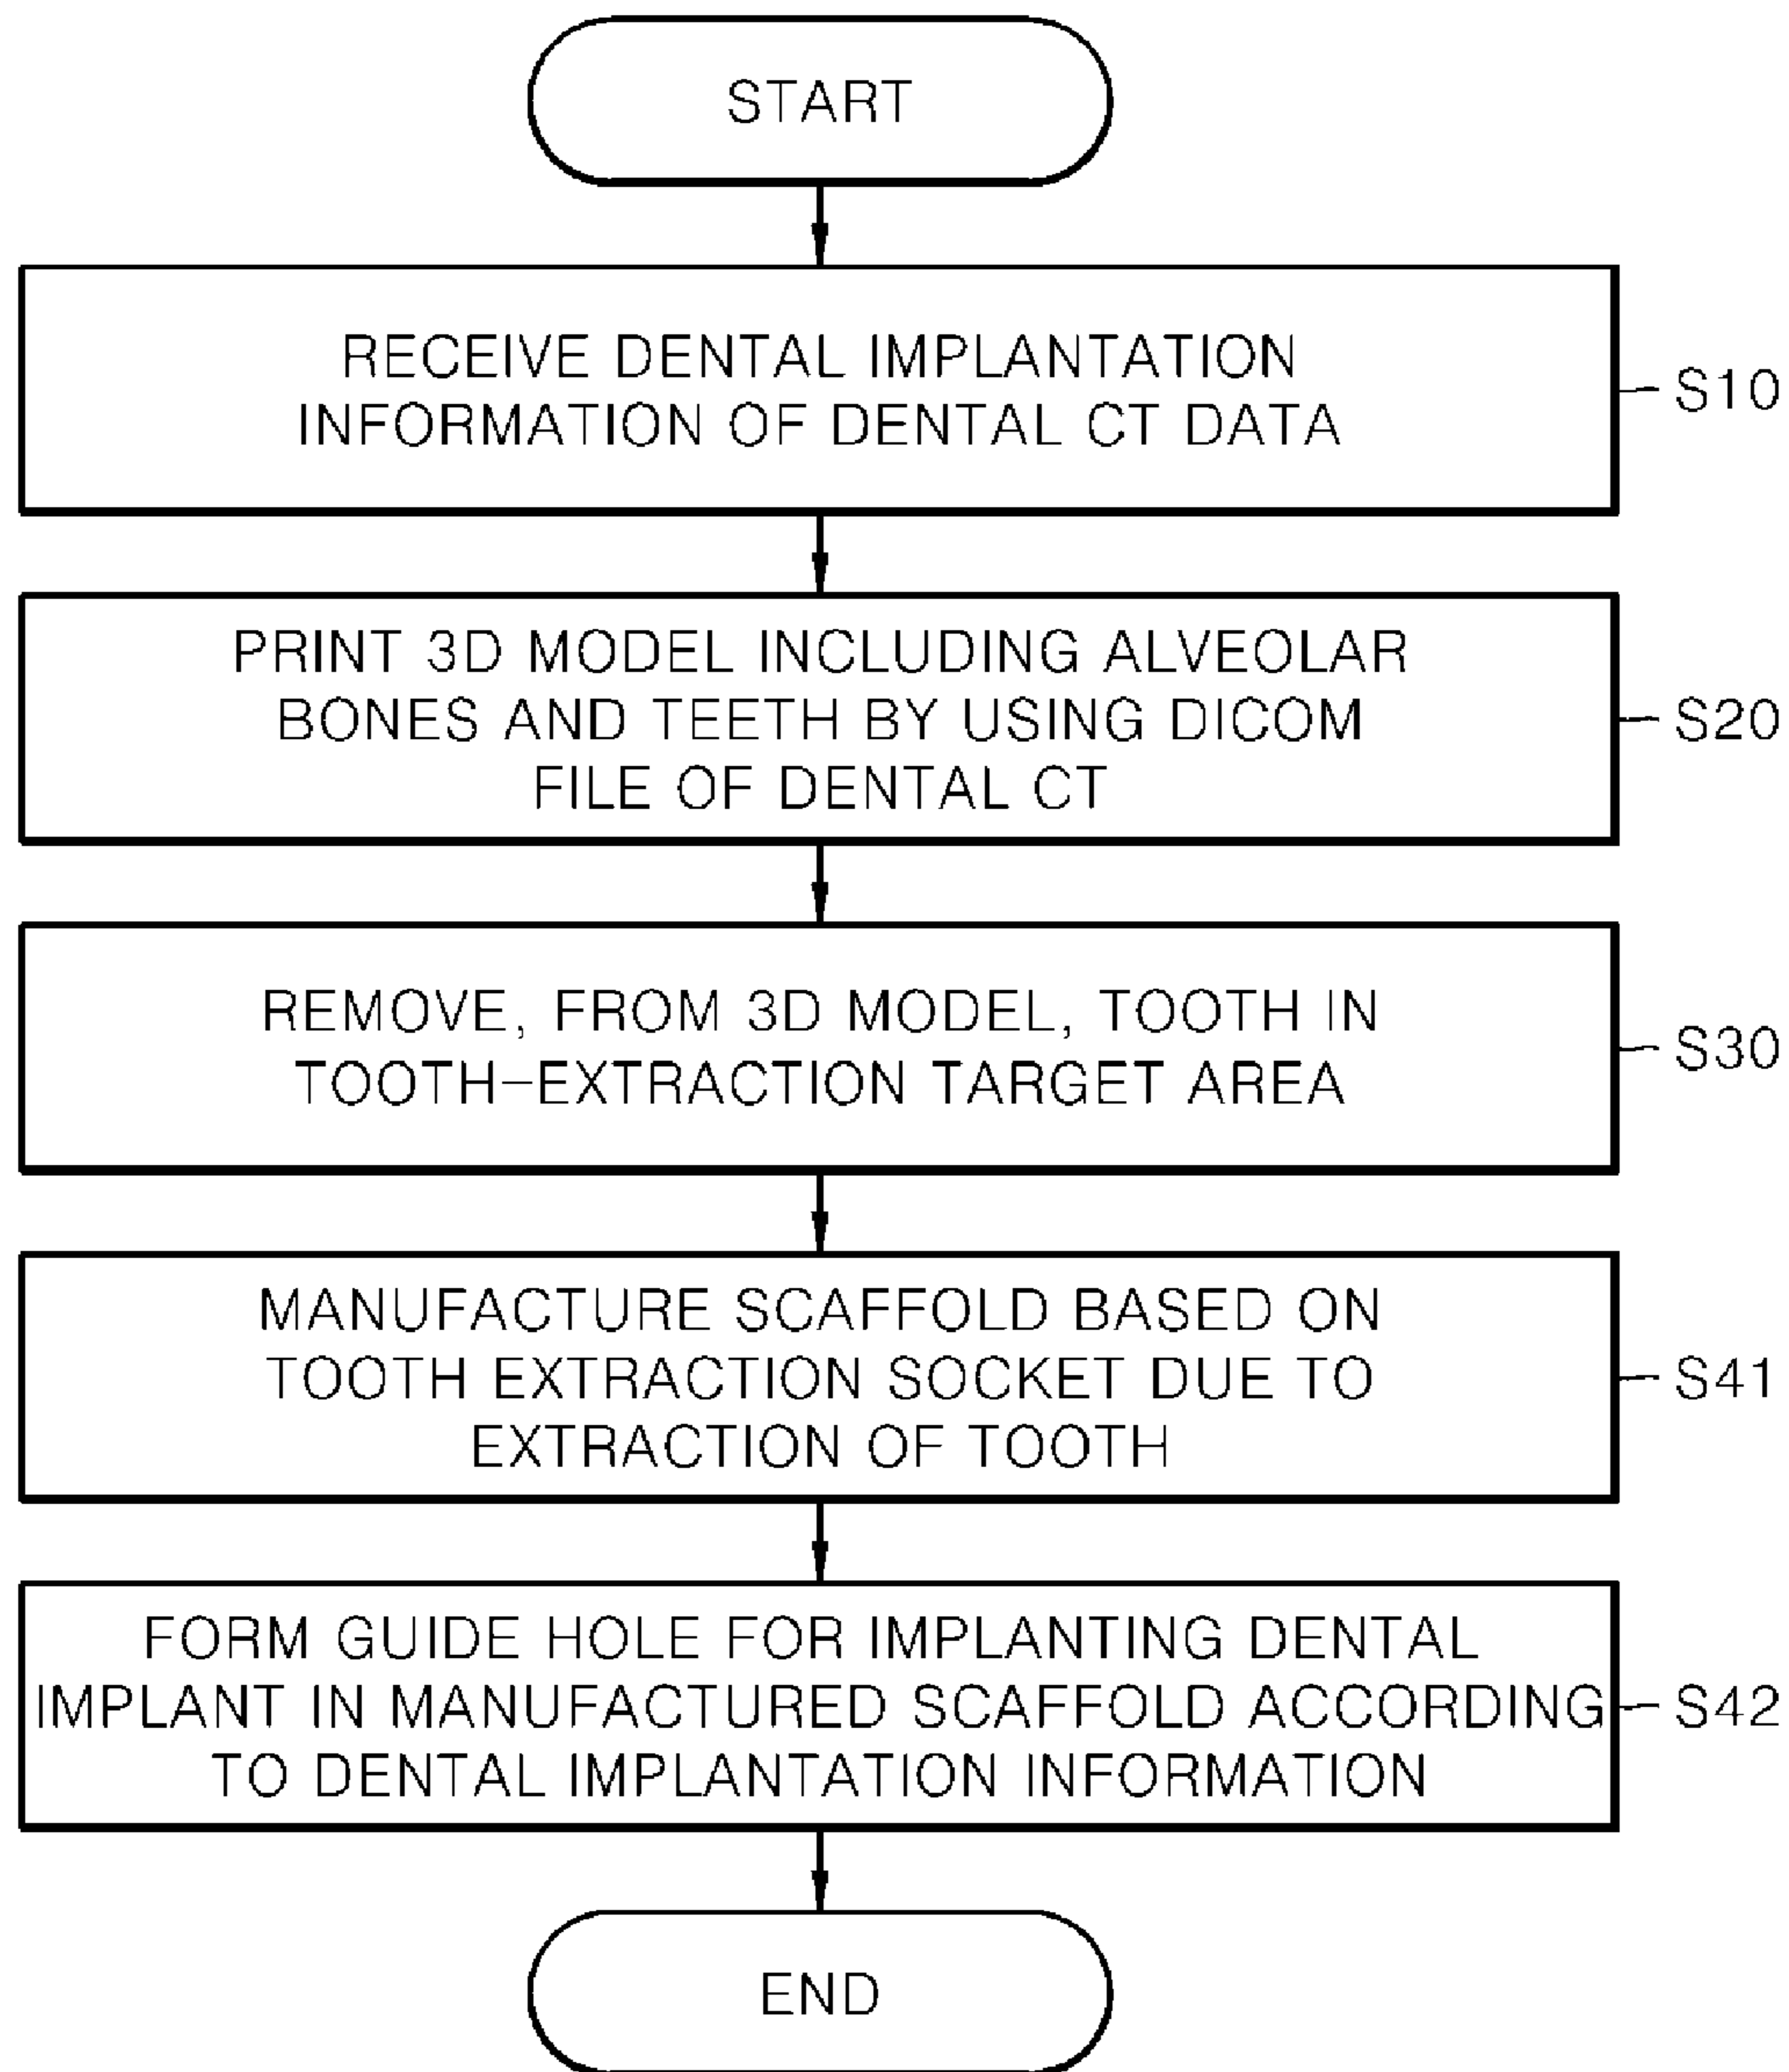 START
RECEIVE DENTAL IMPLANTATION
INFORMATION OF DENTAL CT DATA
S10
PRINT 3D MODEL INCLUDING ALVEOLAR
BONES AND TEETH BY USING DICOM
FILE OF DENTAL CT
S20
REMOVE, FROM 3D MODEL, TOOTH IN
TOOTH-EXTRACTION TARGET AREA
S30
MANUFACTURE SCAFFOLD BASED ON
TOOTH EXTRACTION SOCKET DUE TO
EXTRACTION OF TOOTH
S41
FORM GUIDE HOLE FOR IMPLANTING DENTAL
IMPLANT IN MANUFACTURED SCAFFOLD ACCORDING
TO DENTAL IMPLANTATION INFORMATION
S42
END